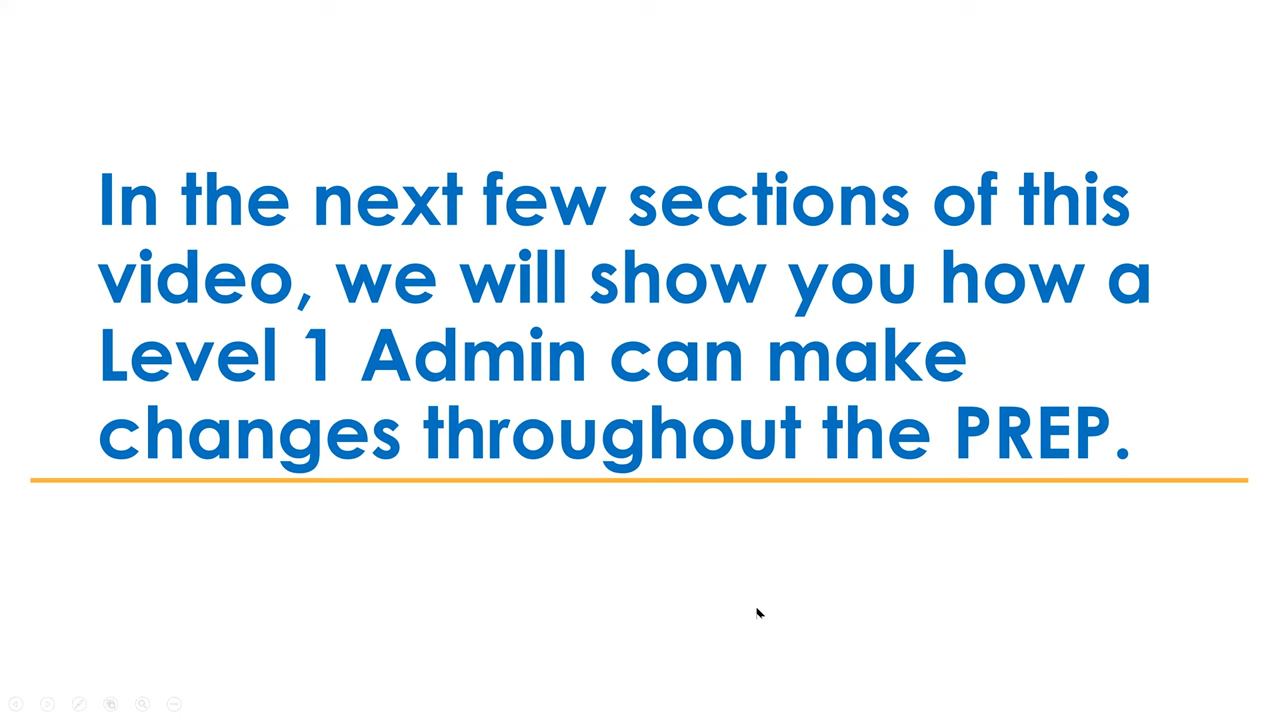 In the next few sections of this
video, we will show you how a
Level 1 Admin can make
changes throughout the PREP.